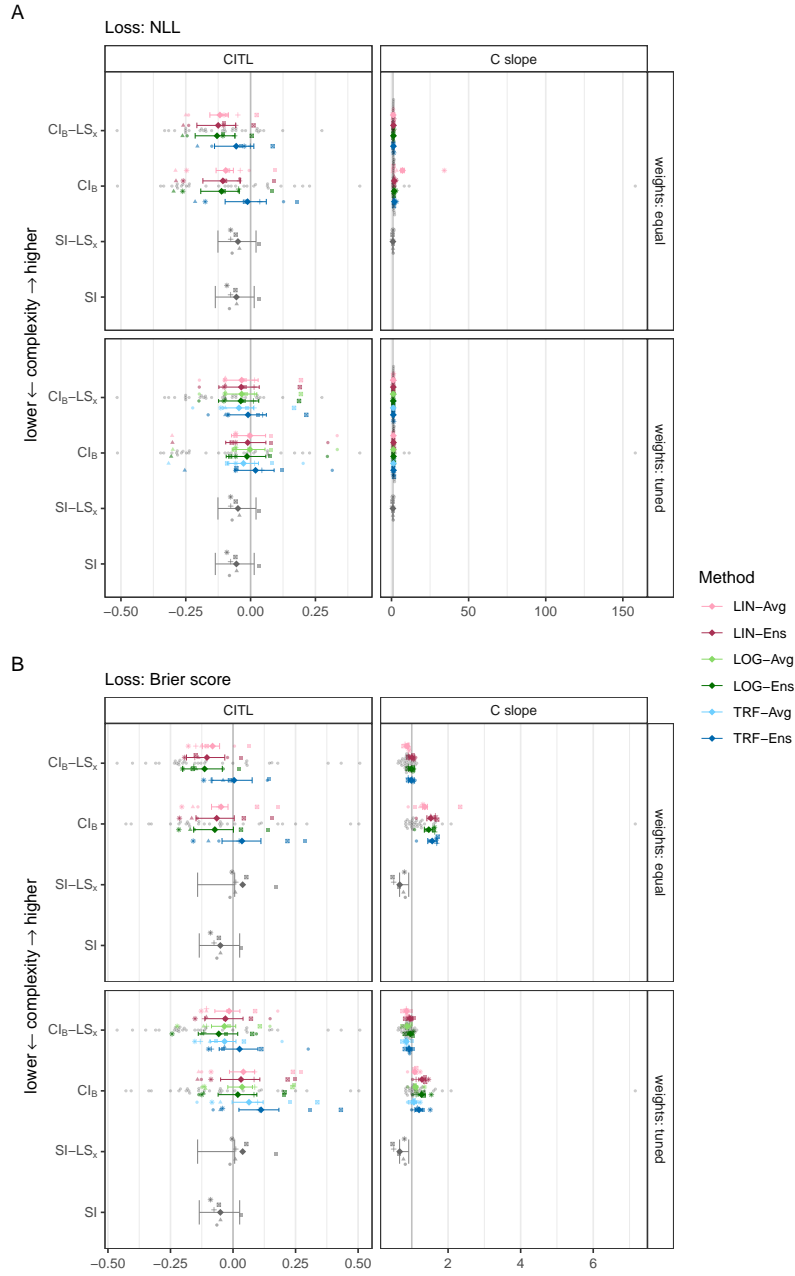 A
Loss: NLL
CITL
C slope
CI_B−LS_x
CI_B
SI−LS_x
SI
weights: equal
CI_B−LS_x
CI_B
SI−LS_x
SI
weights: tuned
lower ← complexity → higher
−0.50
−0.25
0.00
0.25
0
50
100
150
Method
LIN−Avg
LIN−Ens
LOG−Avg
LOG−Ens
TRF−Avg
TRF−Ens
B
Loss: Brier score
CITL
C slope
CI_B−LS_x
CI_B
SI−LS_x
SI
weights: equal
CI_B−LS_x
CI_B
SI−LS_x
SI
weights: tuned
lower ← complexity → higher
−0.50
−0.25
0.00
0.25
0.50
2
4
6